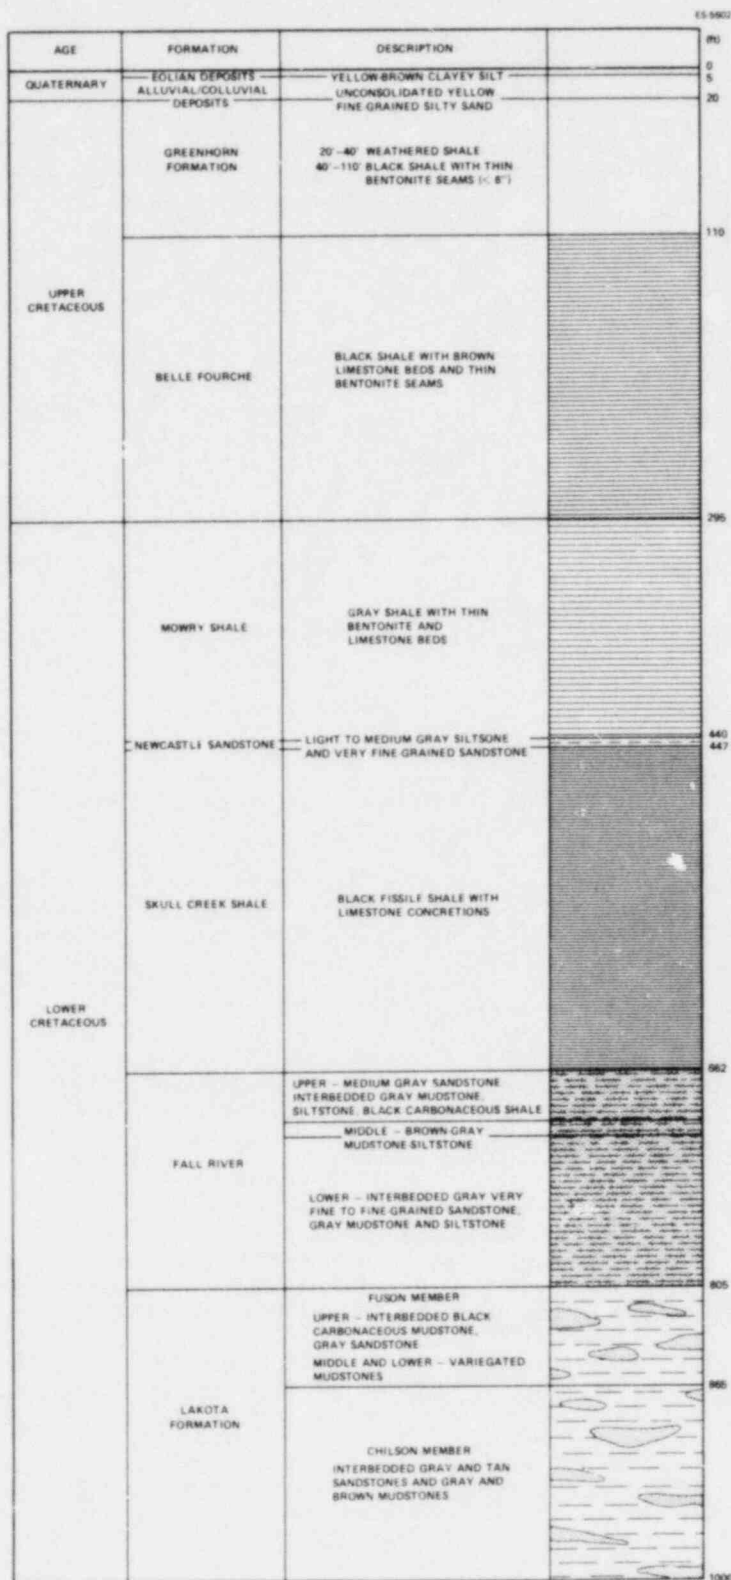 ES-5602
AGE FORMATION DESCRIPTION (ft)
0
QUATERNARY
EOLIAN DEPOSITS
YELLOW-BROWN CLAYEY SILT
5
ALLUVIAL/COLLUVIAL
DEPOSITS
UNCONSOLIDATED YELLOW
FINE GRAINED SILTY SAND
20
UPPER
CRETACEOUS
GREENHORN
FORMATION
20'-40' WEATHERED SHALE
40'-110' BLACK SHALE WITH THIN
BENTONITE SEAMS (< 6")
110
BELLE FOURCHE
BLACK SHALE WITH BROWN
LIMESTONE BEDS AND THIN
BENTONITE SEAMS
295
LOWER
CRETACEOUS
MOWRY SHALE
GRAY SHALE WITH THIN
BENTONITE AND
LIMESTONE BEDS
440
NEWCASTLE SANDSTONE
LIGHT TO MEDIUM GRAY SILTSONE
AND VERY FINE GRAINED SANDSTONE
447
SKULL CREEK SHALE
BLACK FISSILE SHALE WITH
LIMESTONE CONCRETIONS
662
FALL RIVER
UPPER - MEDIUM GRAY SANDSTONE
INTERBEDDED GRAY MUDSTONE,
SILTSTONE, BLACK CARBONACEOUS SHALE
MIDDLE - BROWN-GRAY
MUDSTONE SILTSTONE
LOWER - INTERBEDDED GRAY VERY
FINE TO FINE-GRAINED SANDSTONE,
GRAY MUDSTONE AND SILTSTONE
805
LAKOTA
FORMATION
FUSON MEMBER
UPPER - INTERBEDDED BLACK
CARBONACEOUS MUDSTONE,
GRAY SANDSTONE
MIDDLE AND LOWER - VARIEGATED
MUDSTONES
CHILSON MEMBER
INTERBEDDED GRAY AND TAN
SANDSTONES AND GRAY AND
BROWN MUDSTONES
1000